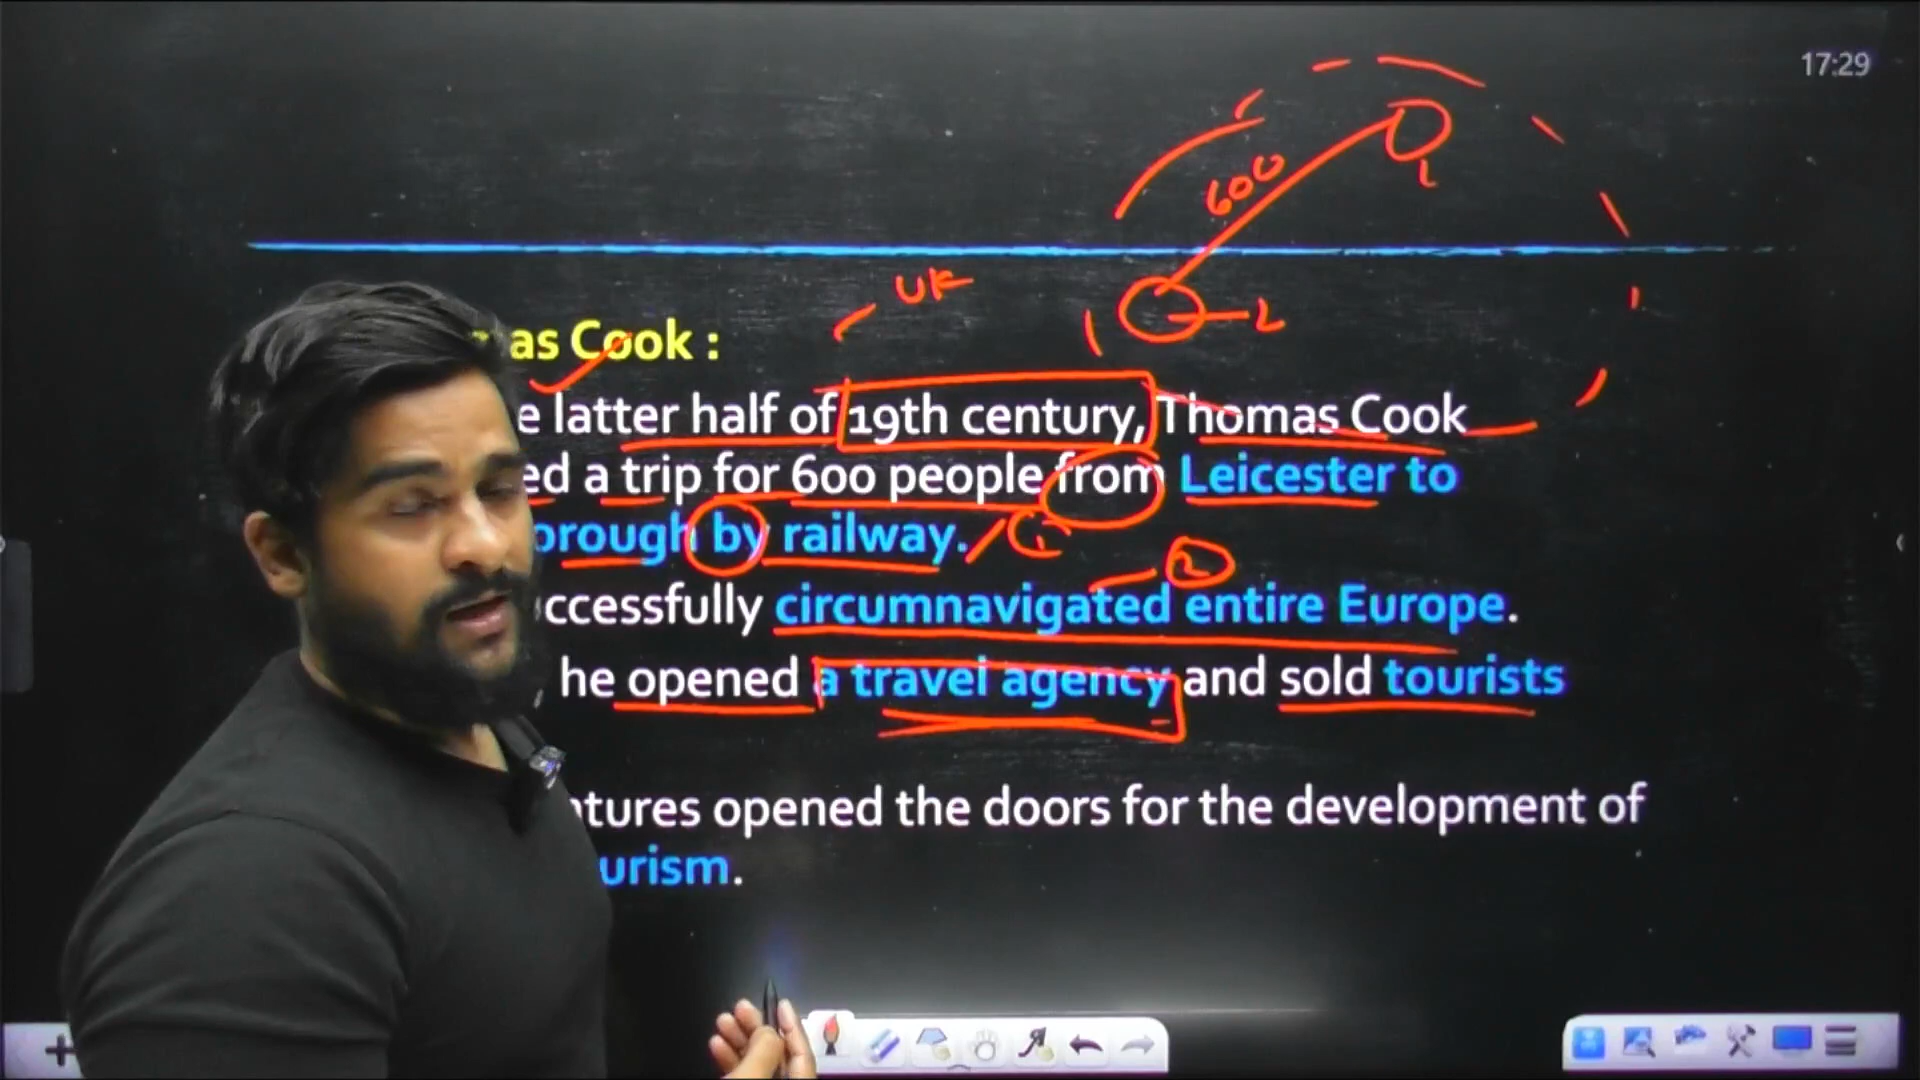 17:29
600
L
UK
L
as Cook :
e latter half of 19th century, Thomas Cook
ed a trip for 600 people from Leicester to
orough by railway. 1
2
ccessfully circumnavigated entire Europe.
he opened a travel agency and sold tourists
tures opened the doors for the development of
urism.